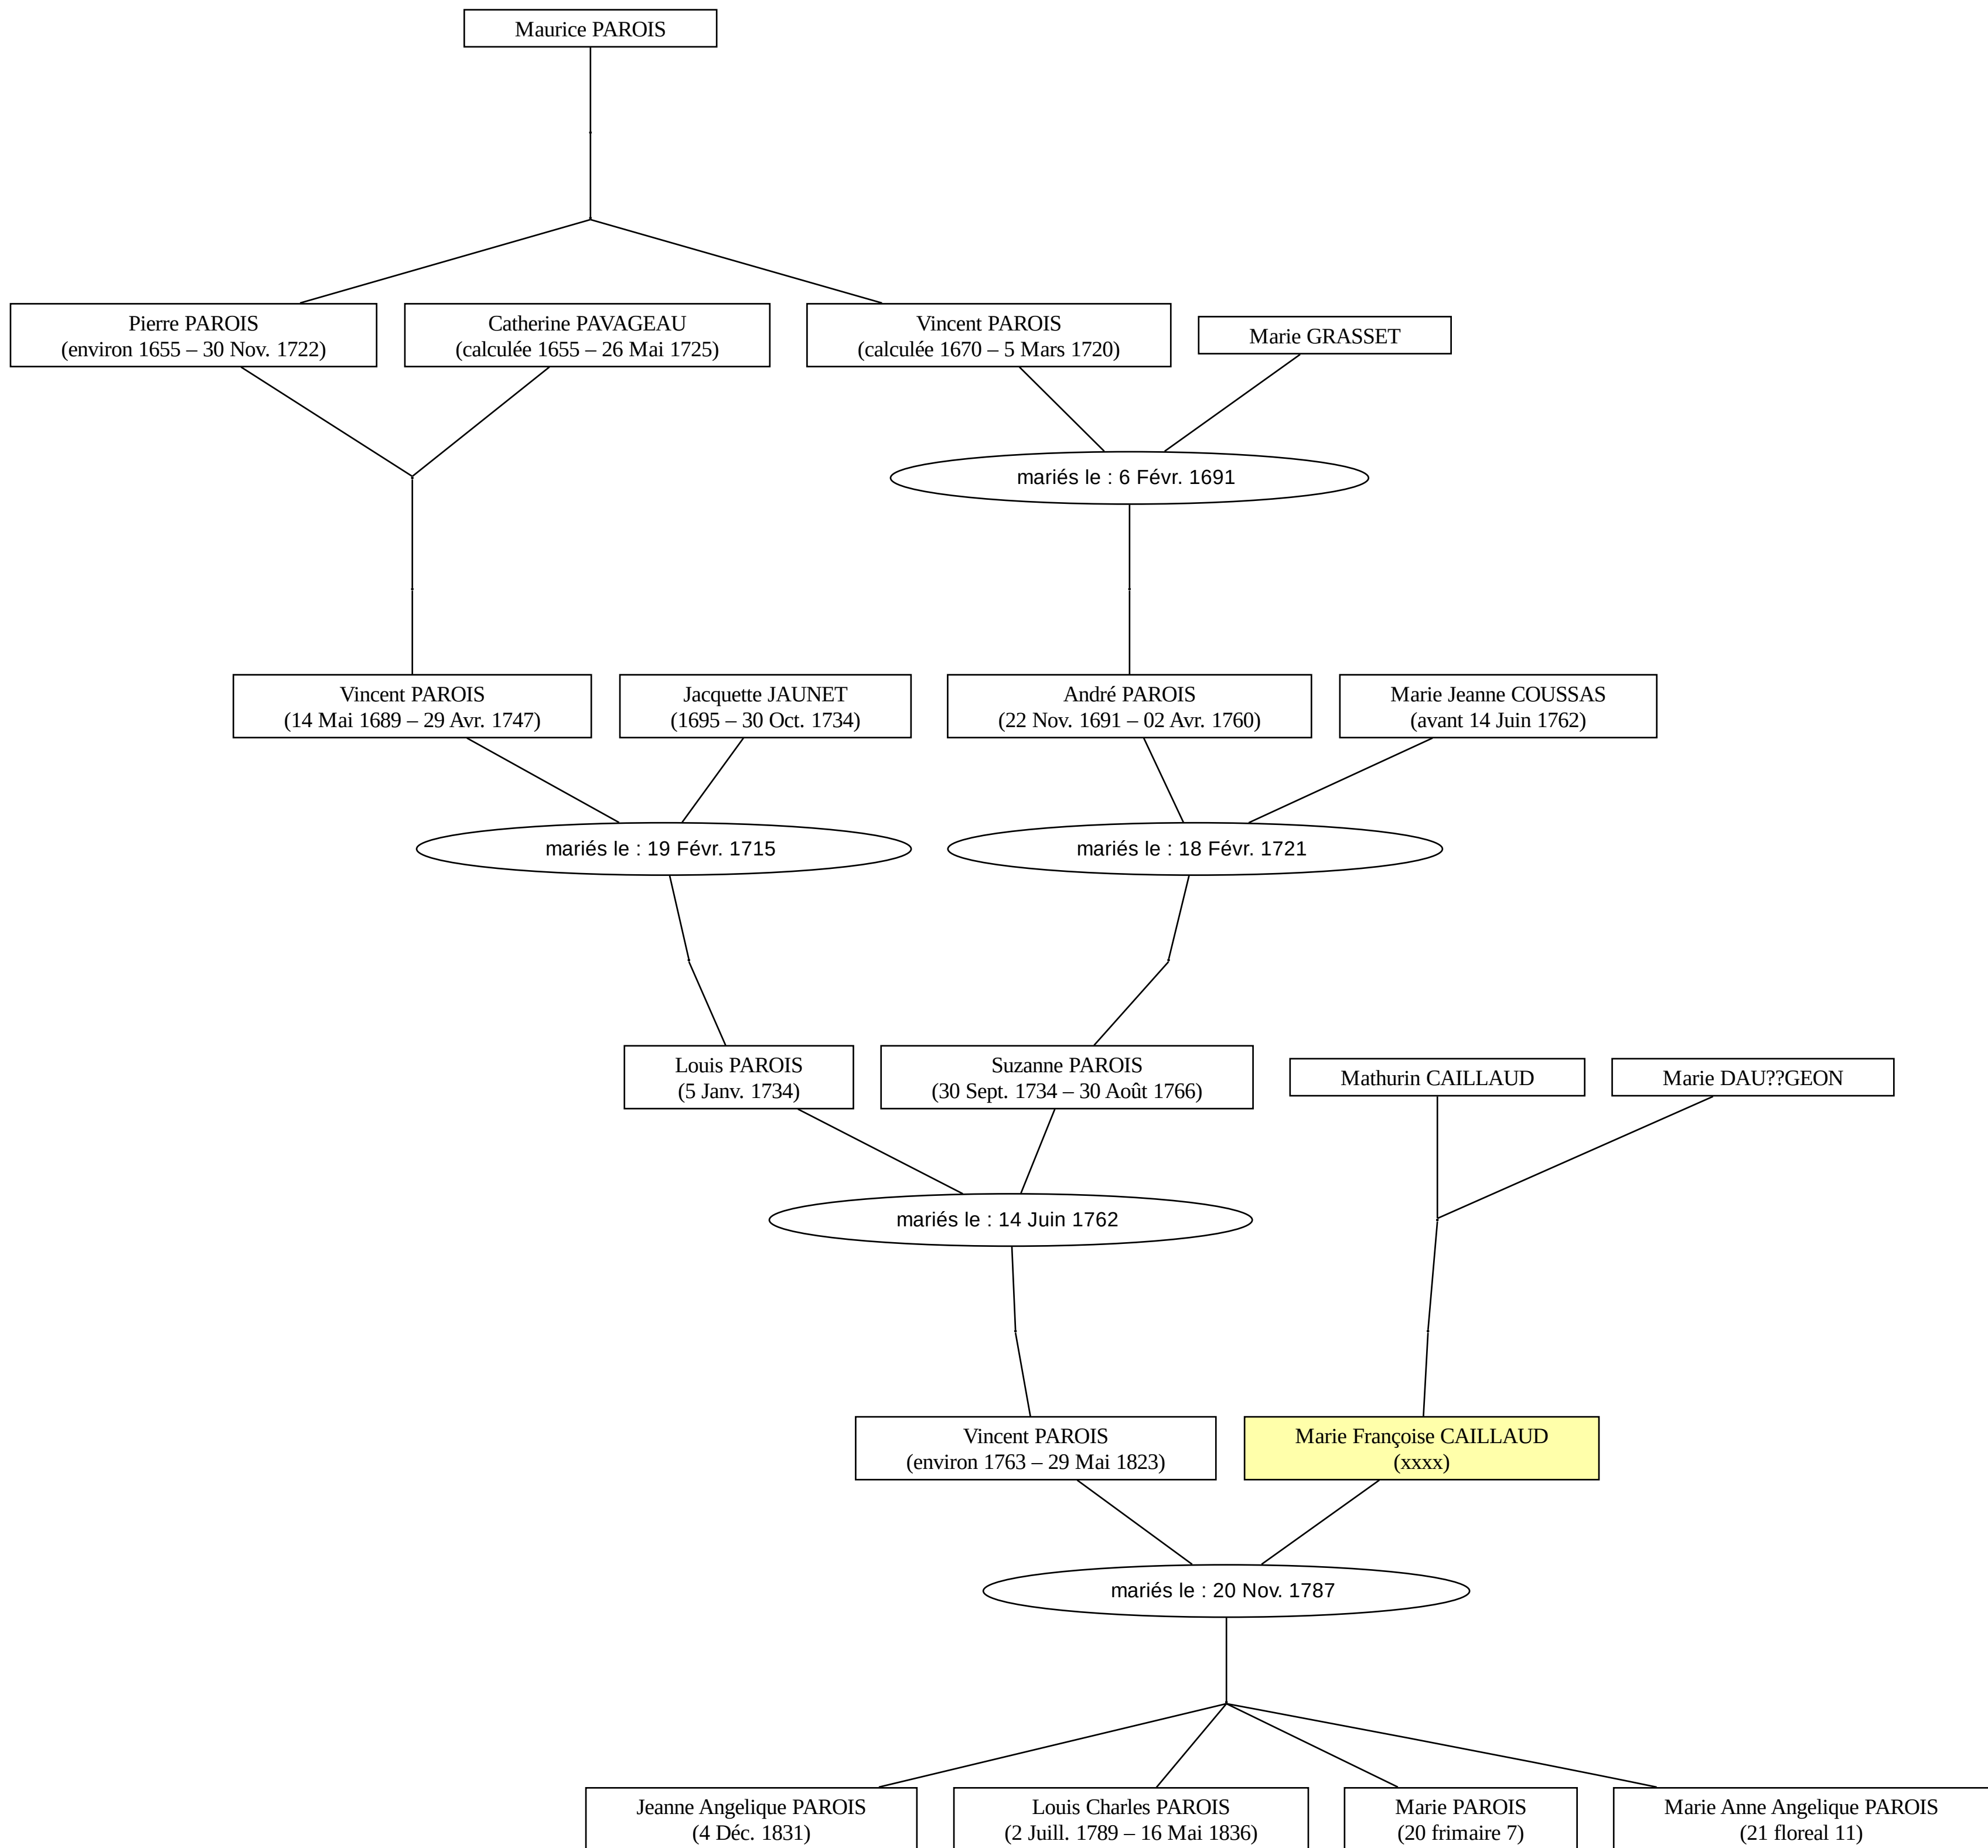 Maurice PAROIS
Pierre PAROIS
(environ 1655 – 30 Nov. 1722)
Catherine PAVAGEAU
(calculée 1655 – 26 Mai 1725)
Vincent PAROIS
(calculée 1670 – 5 Mars 1720)
Marie GRASSET
mariés le : 6 Févr. 1691
Vincent PAROIS
(14 Mai 1689 – 29 Avr. 1747)
Jacquette JAUNET
(1695 – 30 Oct. 1734)
André PAROIS
(22 Nov. 1691 – 02 Avr. 1760)
Marie Jeanne COUSSAS
(avant 14 Juin 1762)
mariés le : 19 Févr. 1715
mariés le : 18 Févr. 1721
Louis PAROIS
(5 Janv. 1734)
Suzanne PAROIS
(30 Sept. 1734 – 30 Août 1766)
Mathurin CAILLAUD
Marie DAU??GEON
mariés le : 14 Juin 1762
Vincent PAROIS
(environ 1763 – 29 Mai 1823)
Marie Françoise CAILLAUD
(xxxx)
mariés le : 20 Nov. 1787
Jeanne Angelique PAROIS
(4 Déc. 1831)
Louis Charles PAROIS
(2 Juill. 1789 – 16 Mai 1836)
Marie PAROIS
(20 frimaire 7)
Marie Anne Angelique PAROIS
(21 floreal 11)